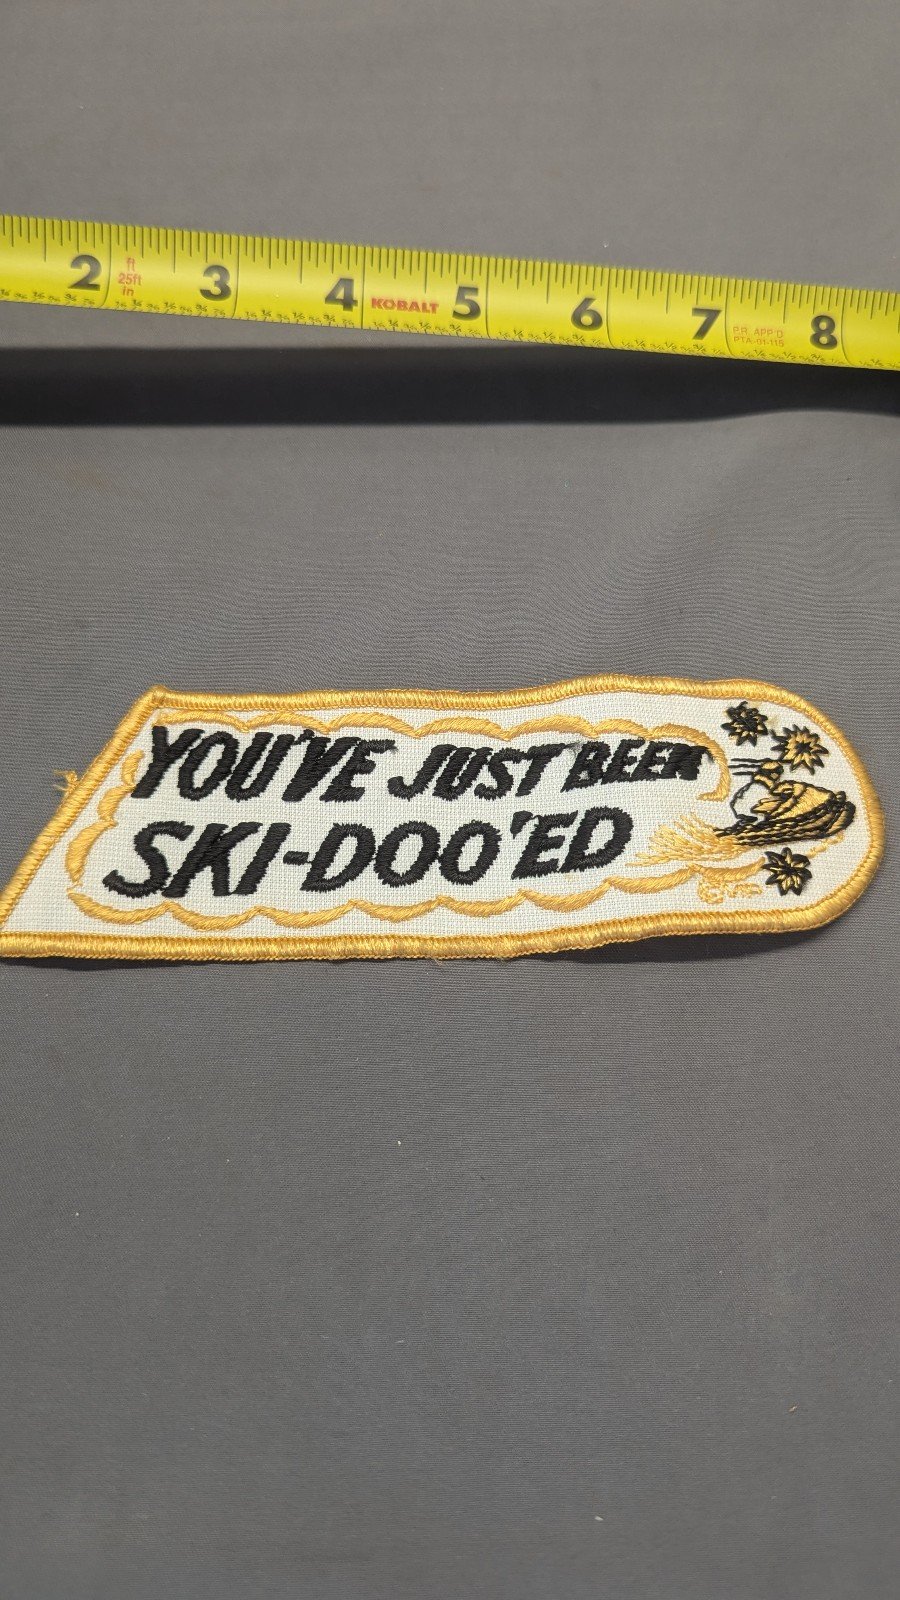 2 ft 25ft in 3 4 KOBALT 5 6 7 P.R. APP'D PTA-01-115 8
YOU'VE JUST BEEN
SKI-DOO'ED